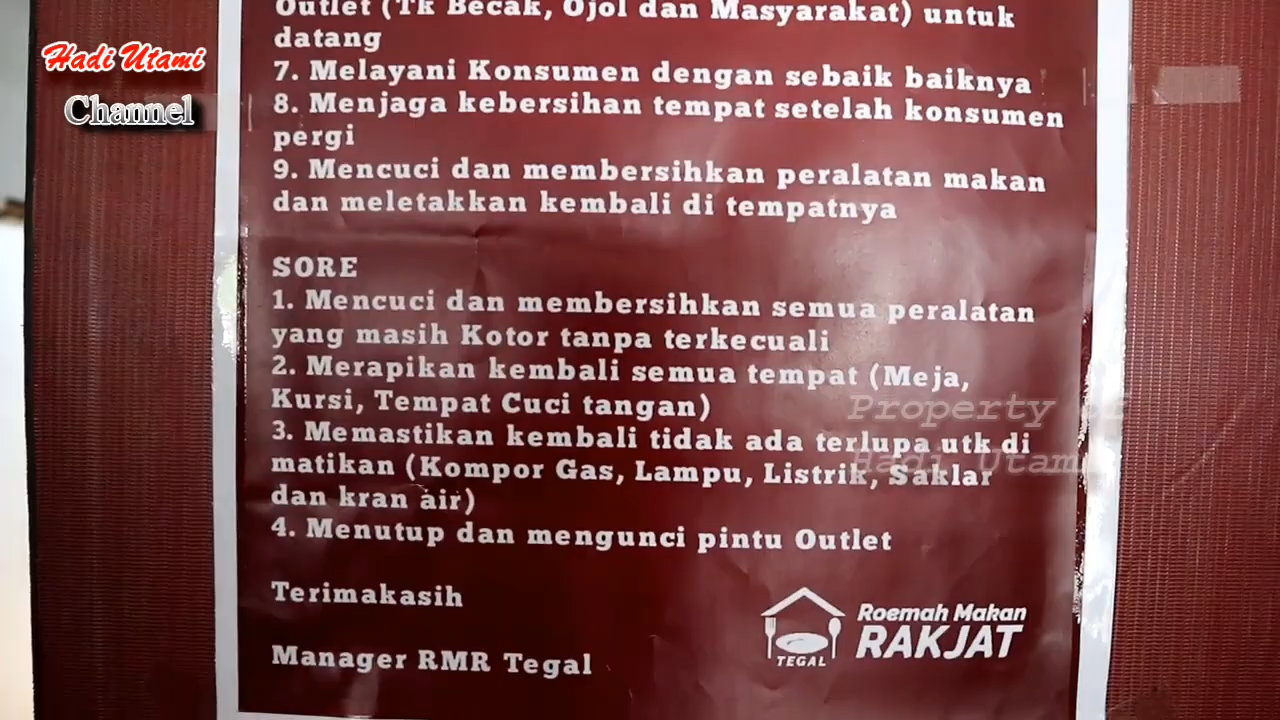 Hadi Utami
Channel
Outlet (Tk Becak, Ojol dan Masyarakat) untuk
datang
7. Melayani Konsumen dengan sebaik baiknya
8. Menjaga kebersihan tempat setelah konsumen
pergi
9. Mencuci dan membersihkan peralatan makan
dan meletakkan kembali di tempatnya
SORE
1. Mencuci dan membersihkan semua peralatan
yang masih Kotor tanpa terkecuali
2. Merapikan kembali semua tempat (Meja,
Kursi, Tempat Cuci tangan)
3. Memastikan kembali tidak ada terlupa utk di
matikan (Kompor Gas, Lampu, Listrik, Saklar
dan kran air)
4. Menutup dan mengunci pintu Outlet
Property of
Hadi Utami
Terimakasih
Manager RMR Tegal
TEGAL
Roemah Makan
RAKJAT